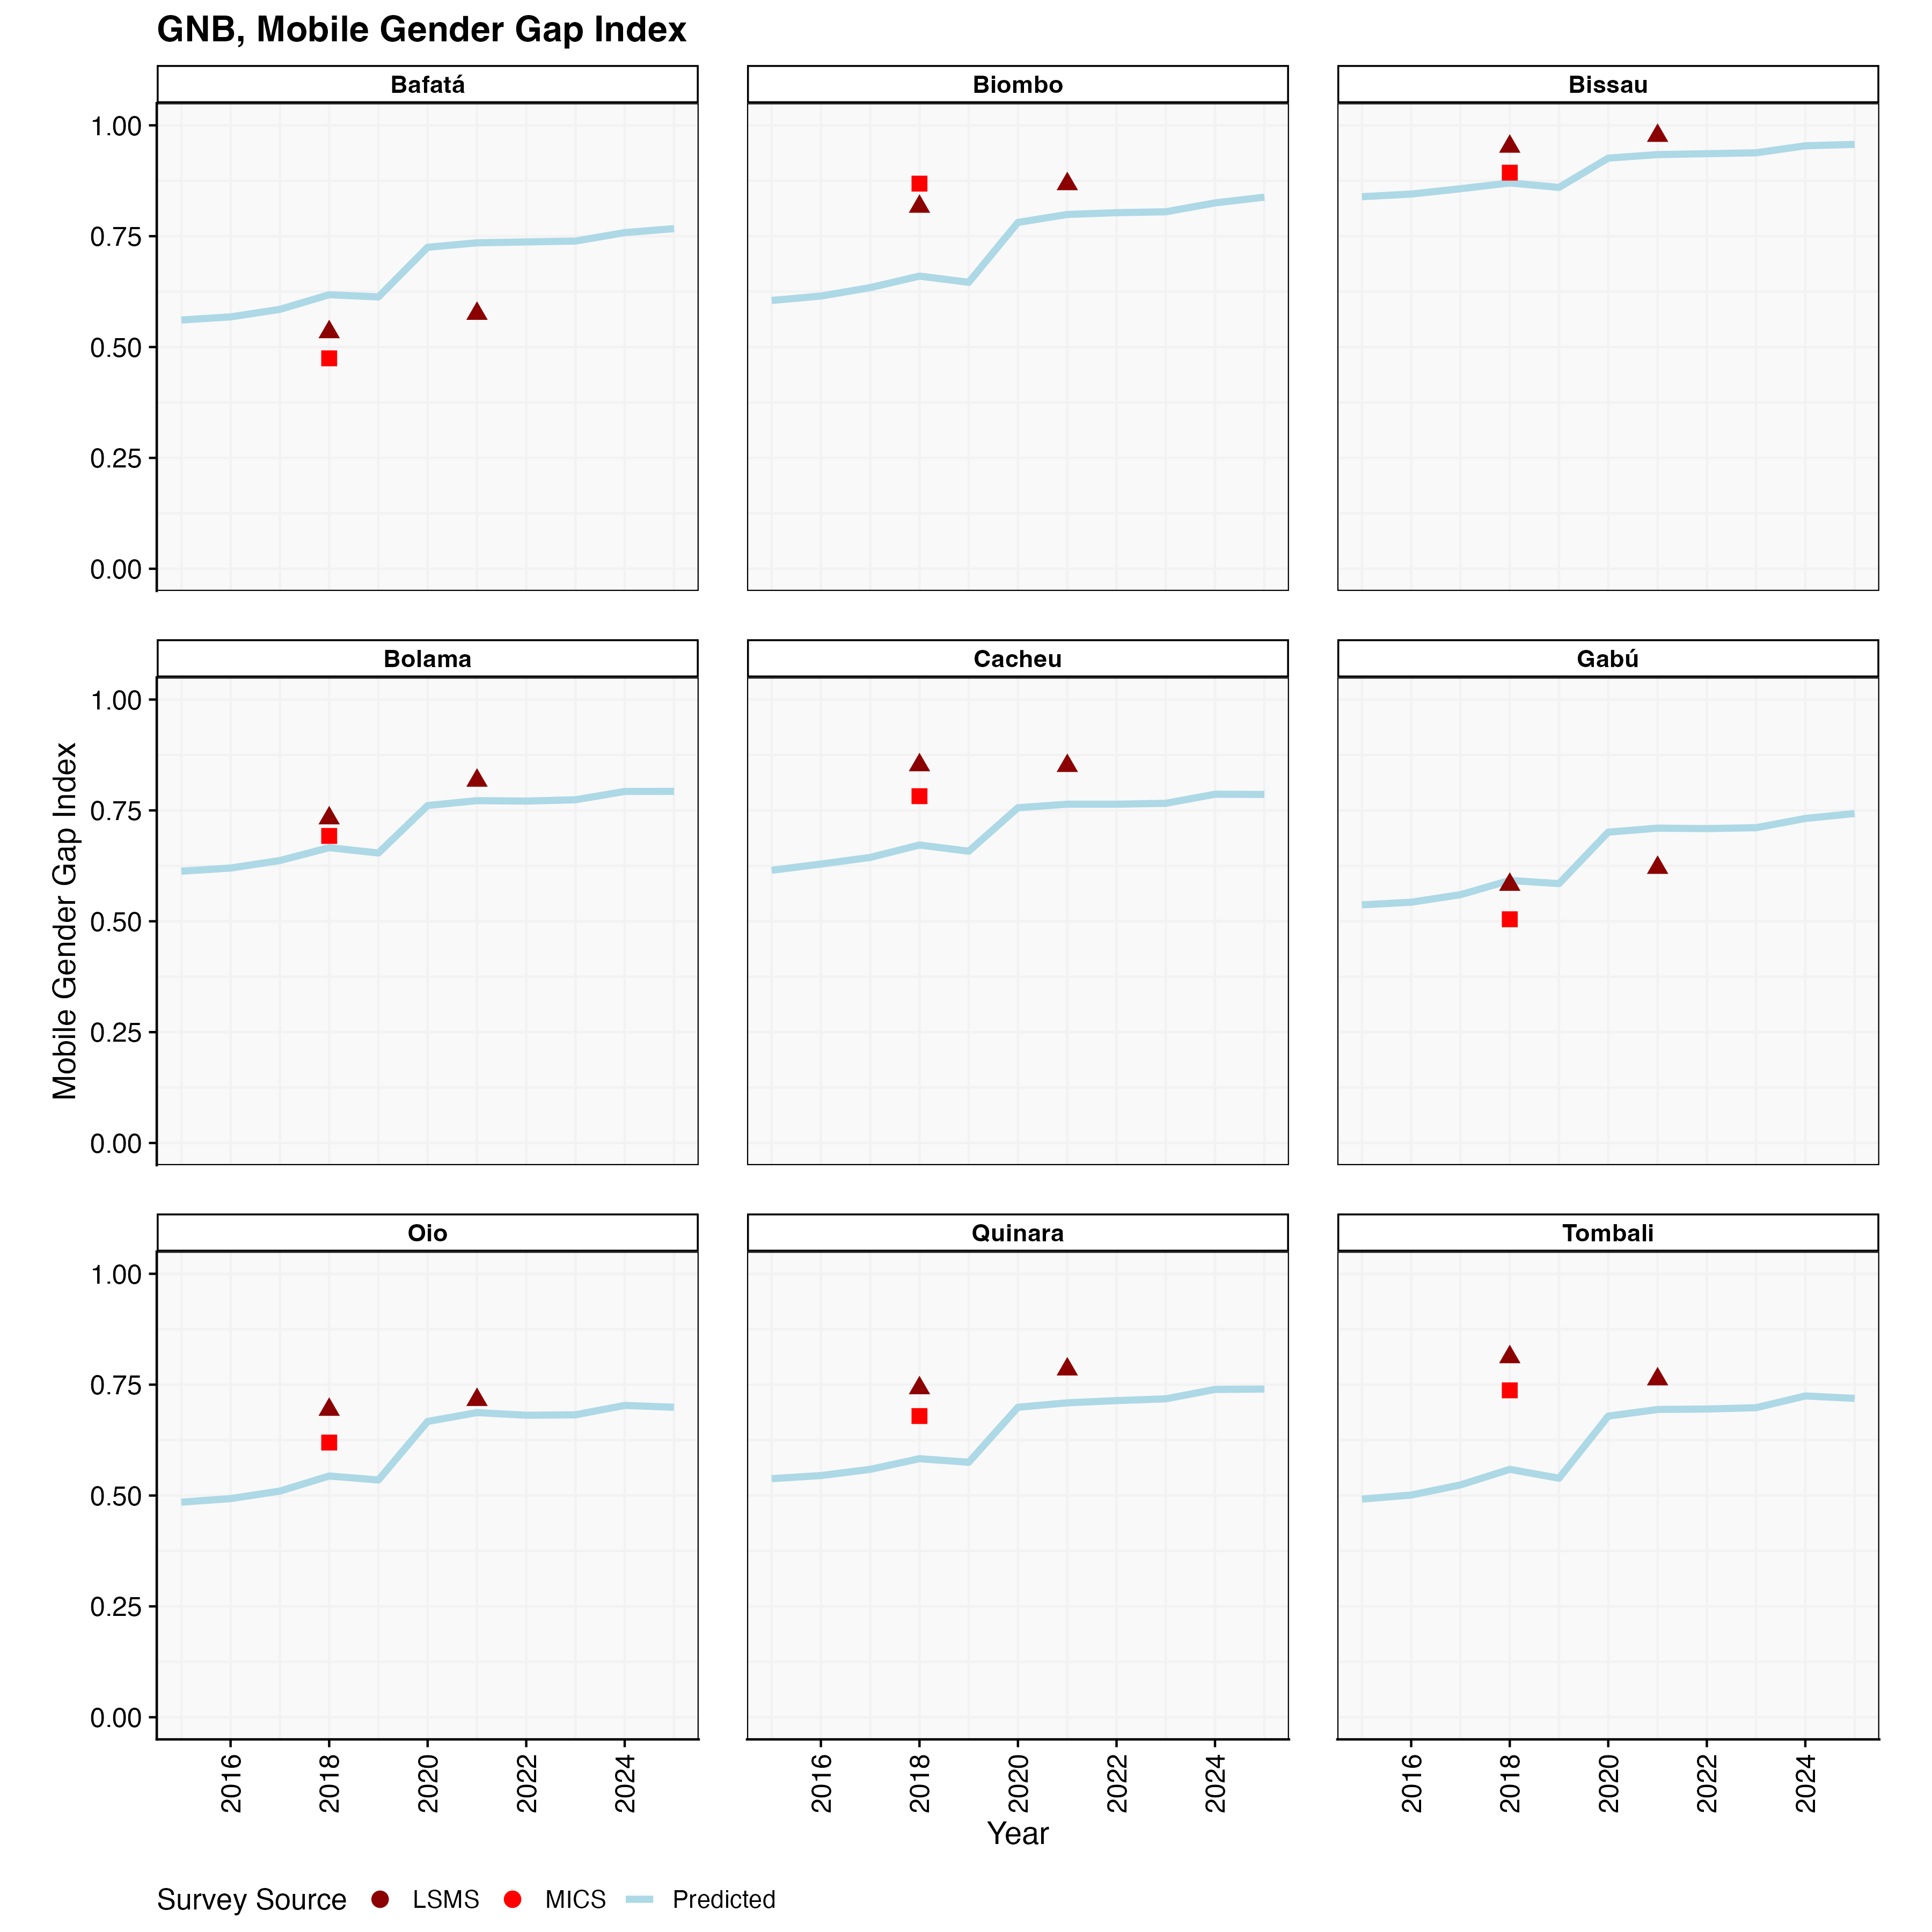 GNB, Mobile Gender Gap Index
Bafatá
Biombo
Bissau
1.00
0.75
0.50
0.25
0.00
Bolama
Cacheu
Gabú
1.00
0.75
0.50
0.25
0.00
Mobile Gender Gap Index
Oio
Quinara
Tombali
1.00
0.75
0.50
0.25
0.00
2016 2018 2020 2022 2024
2016 2018 2020 2022 2024
2016 2018 2020 2022 2024
Year
Survey Source LSMS MICS Predicted